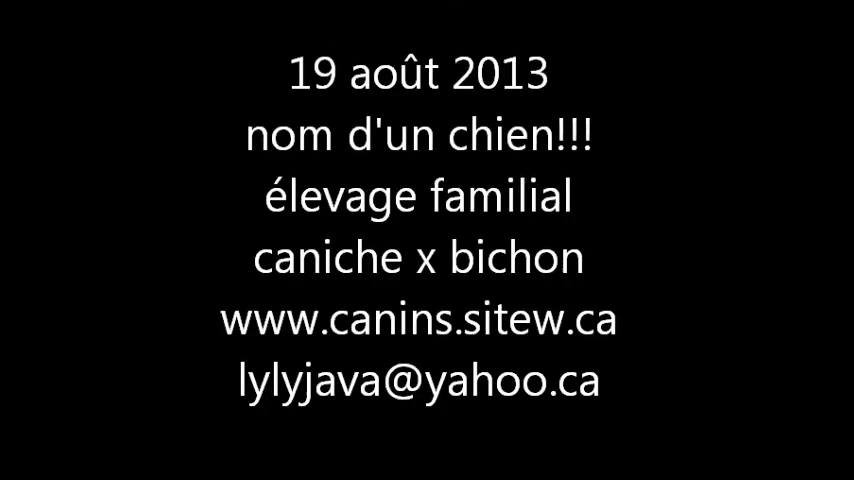 19 août 2013
nom d'un chien!!!
élevage familial
caniche x bichon
www.canins.sitew.ca
lylyjava@yahoo.ca